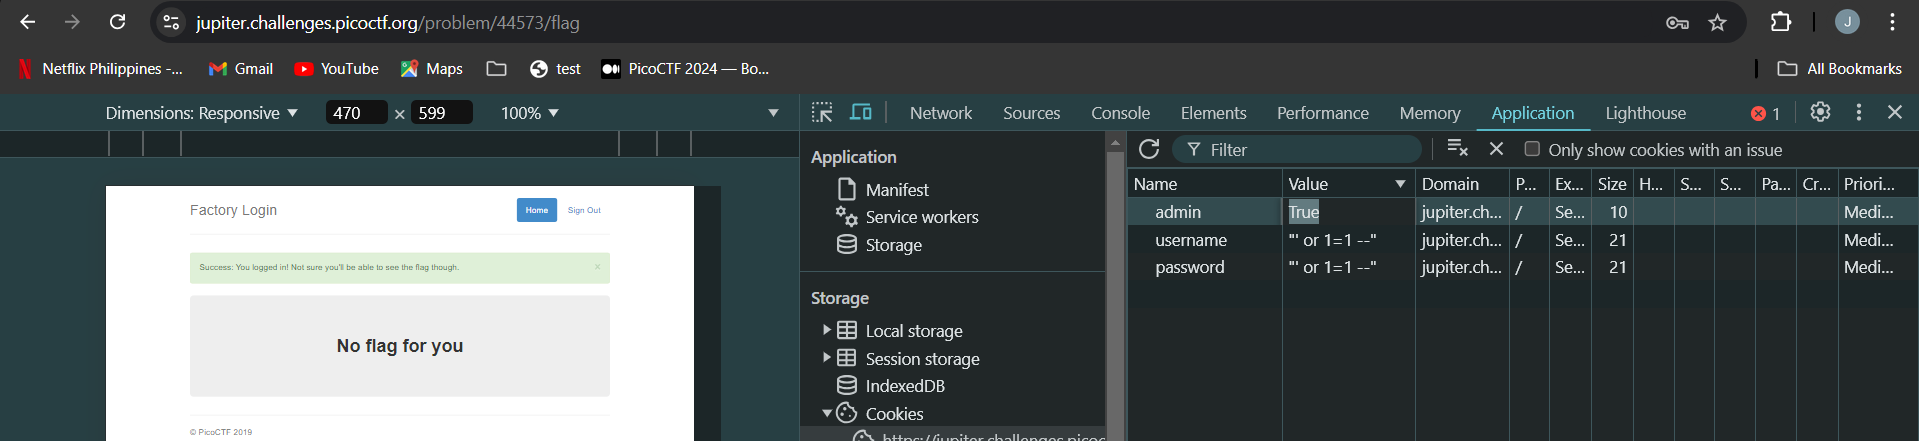 jupiter.challenges.picoctf.org/problem/44573/flag
J
Netflix Philippines -... Gmail YouTube Maps test PicoCTF 2024 — Bo... All Bookmarks
Dimensions: Responsive 470 × 599 100% Network Sources Console Elements Performance Memory Application Lighthouse 1
Factory Login Home Sign Out
Success: You logged in! Not sure you'll be able to see the flag though. ×
No flag for you
© PicoCTF 2019
Application
Manifest
Service workers
Storage
Storage
Local storage
Session storage
IndexedDB
Cookies
https://jupiter.challenges.picoc
Filter Only show cookies with an issue
Name Value Domain P... Ex... Size H... S... S... Pa... Cr... Priori...
admin True jupiter.ch... / Se... 10 Medi...
username "' or 1=1 --" jupiter.ch... / Se... 21 Medi...
password "' or 1=1 --" jupiter.ch... / Se... 21 Medi...